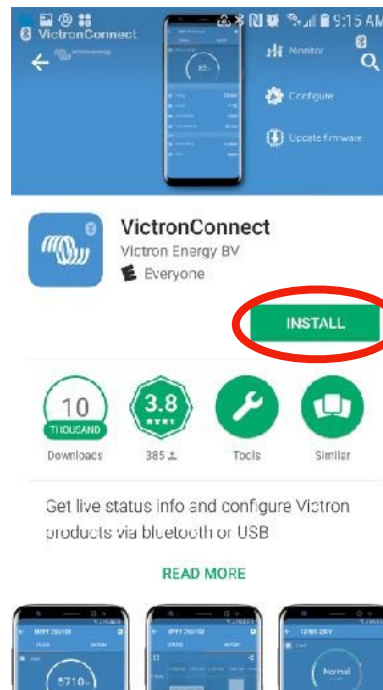 9:15 AM
VictronConnect
Monitor
Configure
Update firmware
VictronConnect
Victron Energy BV
E Everyone
INSTALL
10
THOUSAND
Downloads
3.8
385
Tools
Similar
Get live status info and configure Victron
products via bluetooth or USB
READ MORE
5710
Normal